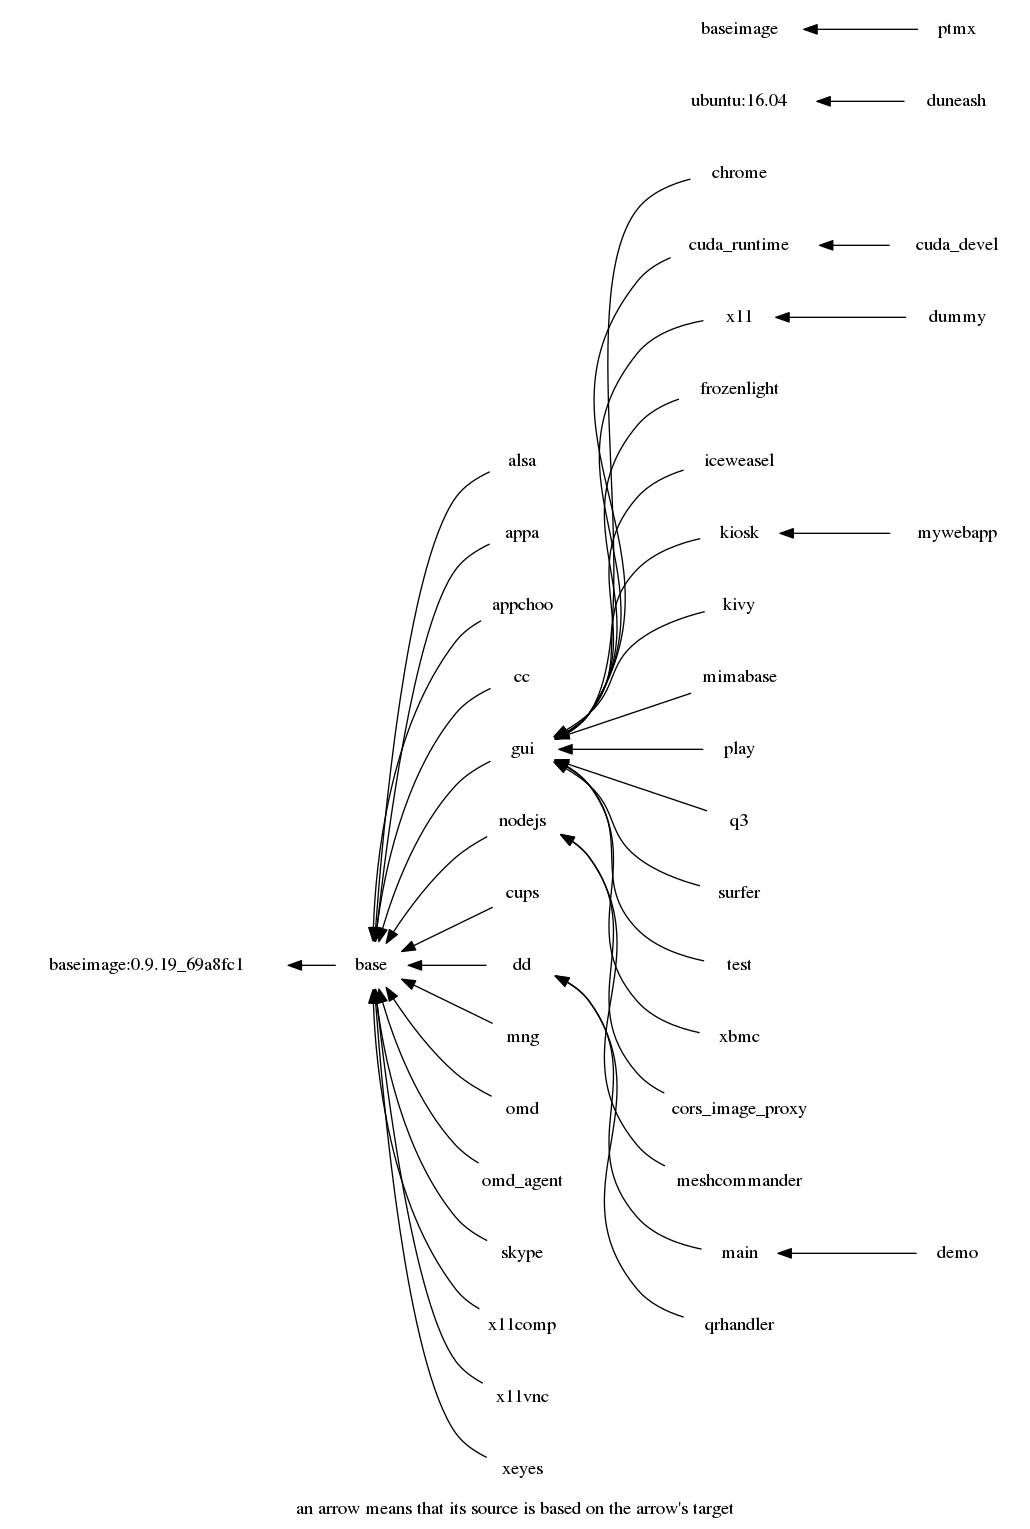 baseimage ptmx
ubuntu:16.04 duneash
chrome
cuda_runtime cuda_devel
x11 dummy
frozenlight
alsa iceweasel
appa kiosk mywebapp
appchoo kivy
cc mimabase
gui play
nodejs q3
cups surfer
baseimage:0.9.19_69a8fc1 base dd test
mng xbmc
omd cors_image_proxy
omd_agent meshcommander
skype main demo
x11comp qrhandler
x11vnc
xeyes
an arrow means that its source is based on the arrow's target